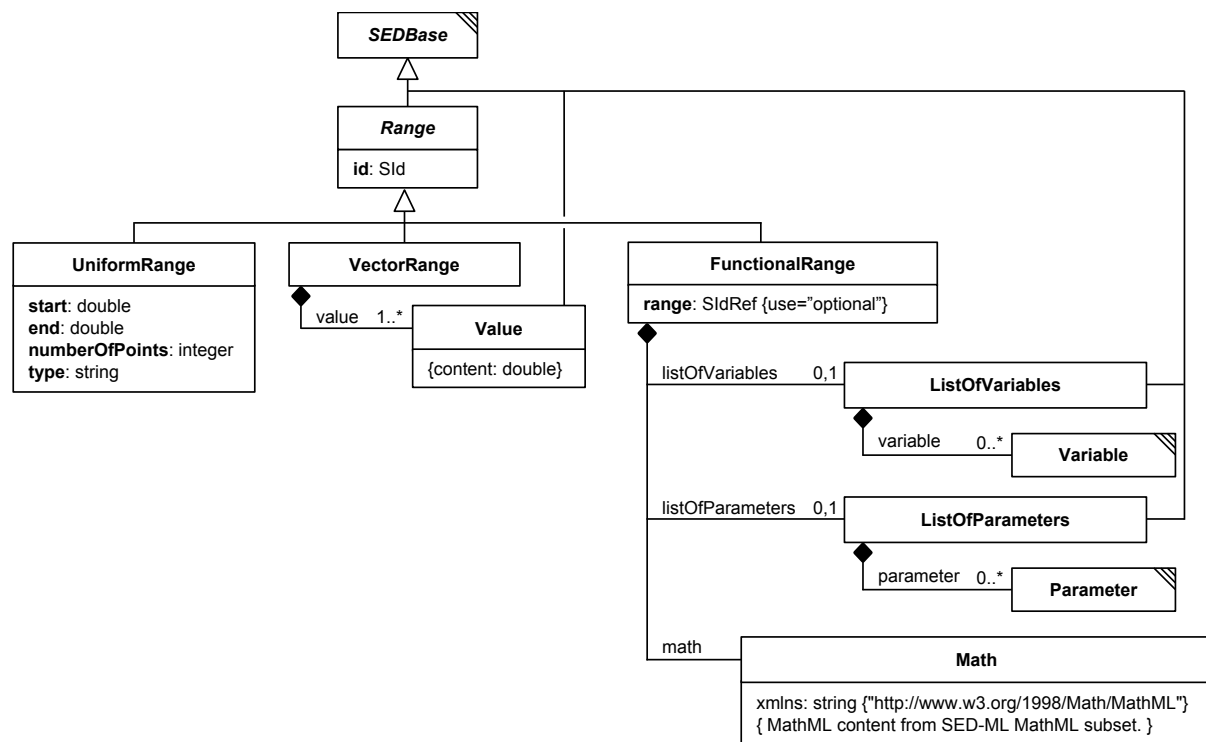 SEDBase
Range
id: SId
UniformRange
start: double
end: double
numberOfPoints: integer
type: string
VectorRange
value 1..*
Value
{content: double}
FunctionalRange
range: SIdRef {use=”optional”}
listOfVariables 0,1
ListOfVariables
variable 0..*
Variable
listOfParameters 0,1
ListOfParameters
parameter 0..*
Parameter
math
Math
xmlns: string {"http://www.w3.org/1998/Math/MathML"}
{ MathML content from SED-ML MathML subset. }